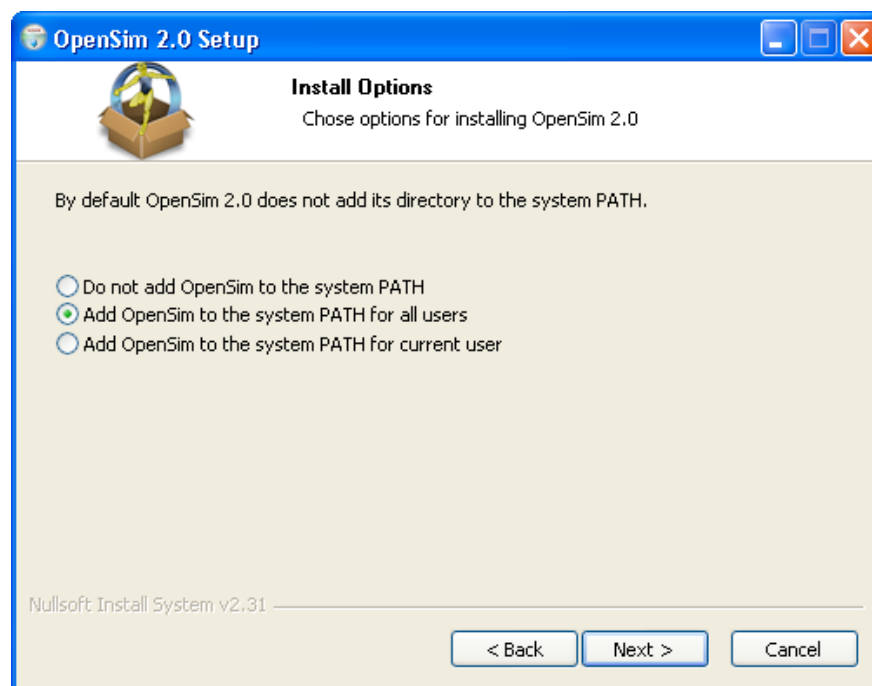 OpenSim 2.0 Setup
Install Options
Chose options for installing OpenSim 2.0
By default OpenSim 2.0 does not add its directory to the system PATH.
Do not add OpenSim to the system PATH
Add OpenSim to the system PATH for all users
Add OpenSim to the system PATH for current user
Nullsoft Install System v2.31
< Back Next > Cancel